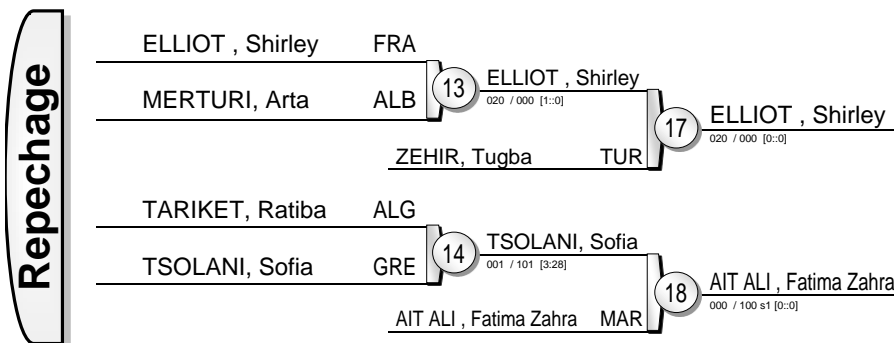 Repechage
ELLIOT , Shirley FRA
MERTURI, Arta ALB
13
ELLIOT , Shirley
020 / 000 [1::0]
ZEHIR, Tugba TUR
17
ELLIOT , Shirley
020 / 000 [0::0]
TARIKET, Ratiba ALG
TSOLANI, Sofia GRE
14
TSOLANI, Sofia
001 / 101 [3:28]
AIT ALI , Fatima Zahra MAR
18
AIT ALI , Fatima Zahra
000 / 100 s1 [0::0]